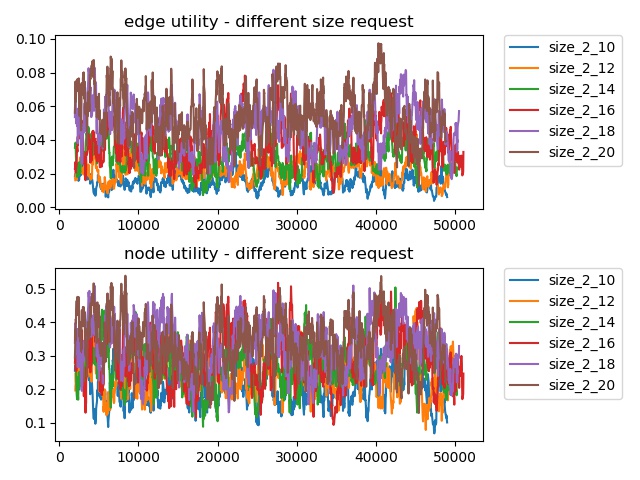 edge utility - different size request
0.10
0.08
0.06
0.04
0.02
0.00
0 10000 20000 30000 40000 50000
size_2_10
size_2_12
size_2_14
size_2_16
size_2_18
size_2_20
node utility - different size request
0.5
0.4
0.3
0.2
0.1
0 10000 20000 30000 40000 50000
size_2_10
size_2_12
size_2_14
size_2_16
size_2_18
size_2_20